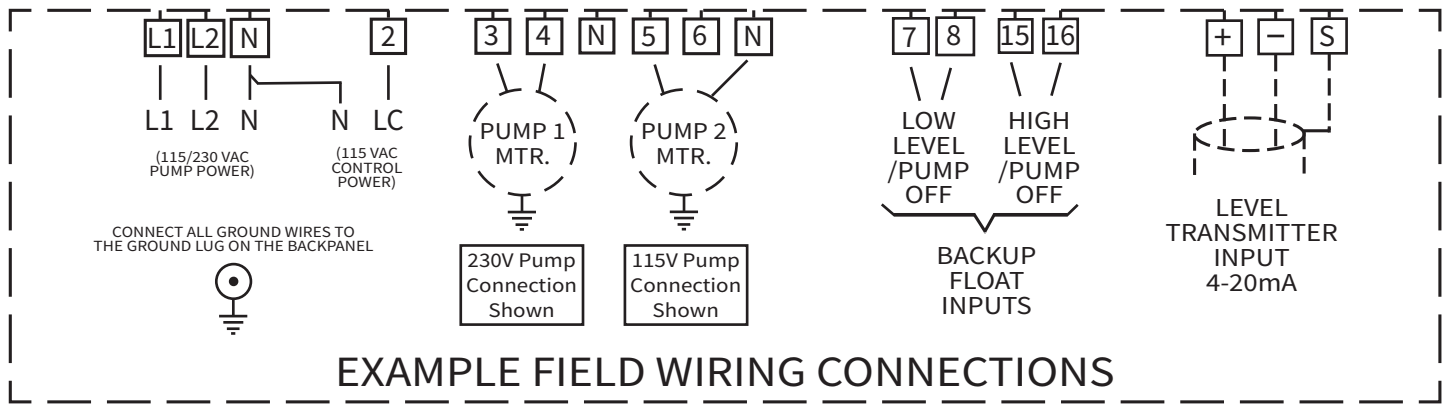 L1 L2 N 2 3 4 N 5 6 N 7 8 15 16 + − S
L1 L2 N N LC
(115/230 VAC
PUMP POWER)
(115 VAC
CONTROL
POWER)
PUMP 1
MTR.
PUMP 2
MTR.
LOW
LEVEL
/PUMP
OFF
HIGH
LEVEL
/PUMP
OFF
CONNECT ALL GROUND WIRES TO
THE GROUND LUG ON THE BACKPANEL
230V Pump
Connection
Shown
115V Pump
Connection
Shown
BACKUP
FLOAT
INPUTS
LEVEL
TRANSMITTER
INPUT
4-20mA
EXAMPLE FIELD WIRING CONNECTIONS